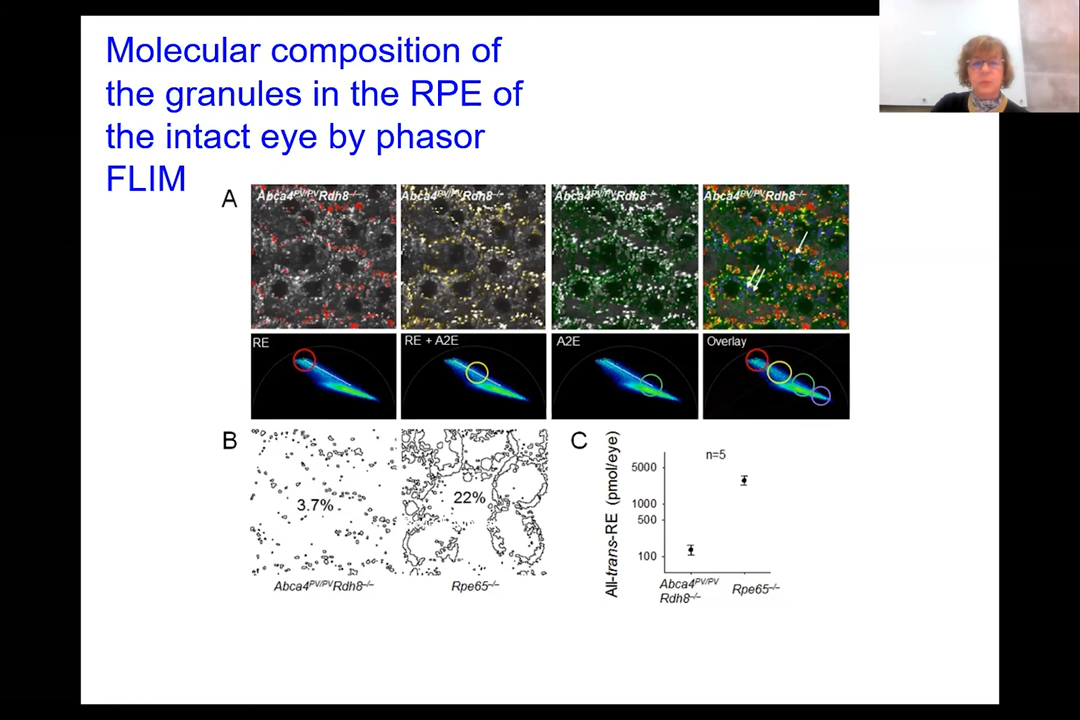 Molecular composition of
the granules in the RPE of
the intact eye by phasor
FLIM
A
Abca4PV/PVRdh8–/–
Abca4PV/PVRdh8–/–
Abca4PV/PVRdh8–/–
Abca4PV/PVRdh8–/–
RE
RE + A2E
A2E
Overlay
B
3.7%
22%
Abca4PV/PVRdh8–/–
Rpe65–/–
C
n=5
All-trans-RE (pmol/eye)
5000
1000
500
100
Abca4PV/PV
Rdh8–/–
Rpe65–/–